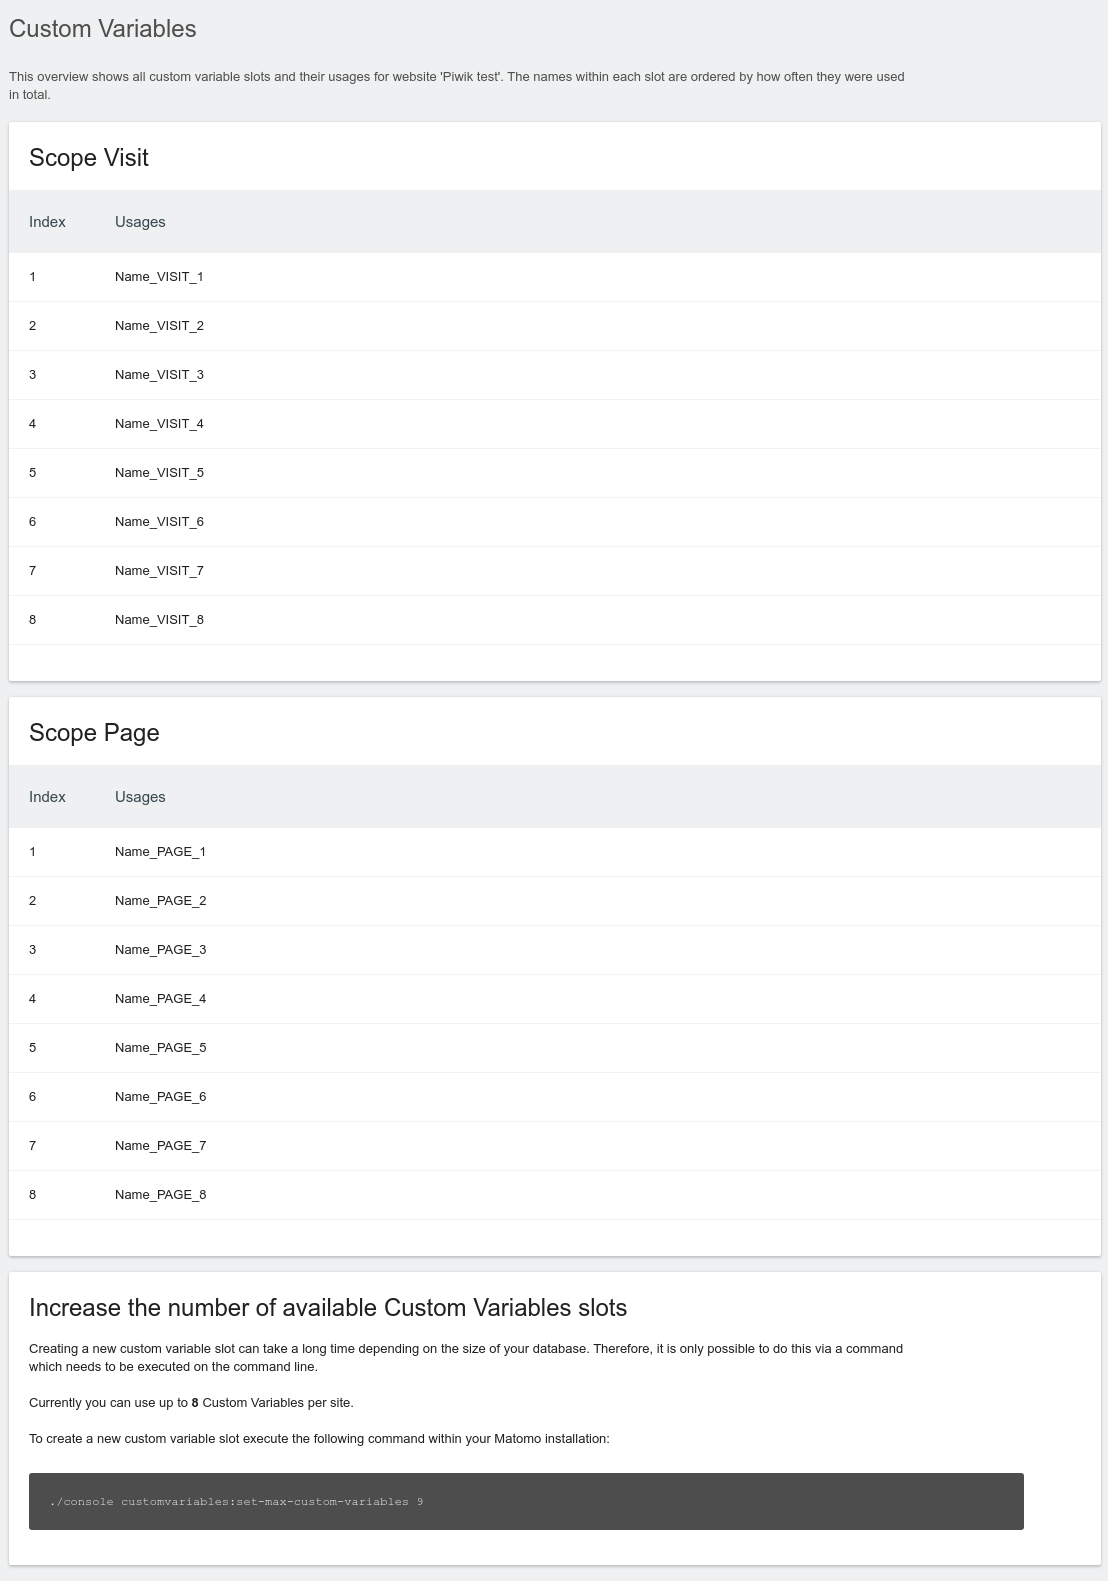 Custom Variables
This overview shows all custom variable slots and their usages for website 'Piwik test'. The names within each slot are ordered by how often they were used
in total.
Scope Visit
Index Usages
1 Name_VISIT_1
2 Name_VISIT_2
3 Name_VISIT_3
4 Name_VISIT_4
5 Name_VISIT_5
6 Name_VISIT_6
7 Name_VISIT_7
8 Name_VISIT_8
Scope Page
Index Usages
1 Name_PAGE_1
2 Name_PAGE_2
3 Name_PAGE_3
4 Name_PAGE_4
5 Name_PAGE_5
6 Name_PAGE_6
7 Name_PAGE_7
8 Name_PAGE_8
Increase the number of available Custom Variables slots
Creating a new custom variable slot can take a long time depending on the size of your database. Therefore, it is only possible to do this via a command
which needs to be executed on the command line.
Currently you can use up to 8 Custom Variables per site.
To create a new custom variable slot execute the following command within your Matomo installation:
./console customvariables:set-max-custom-variables 9